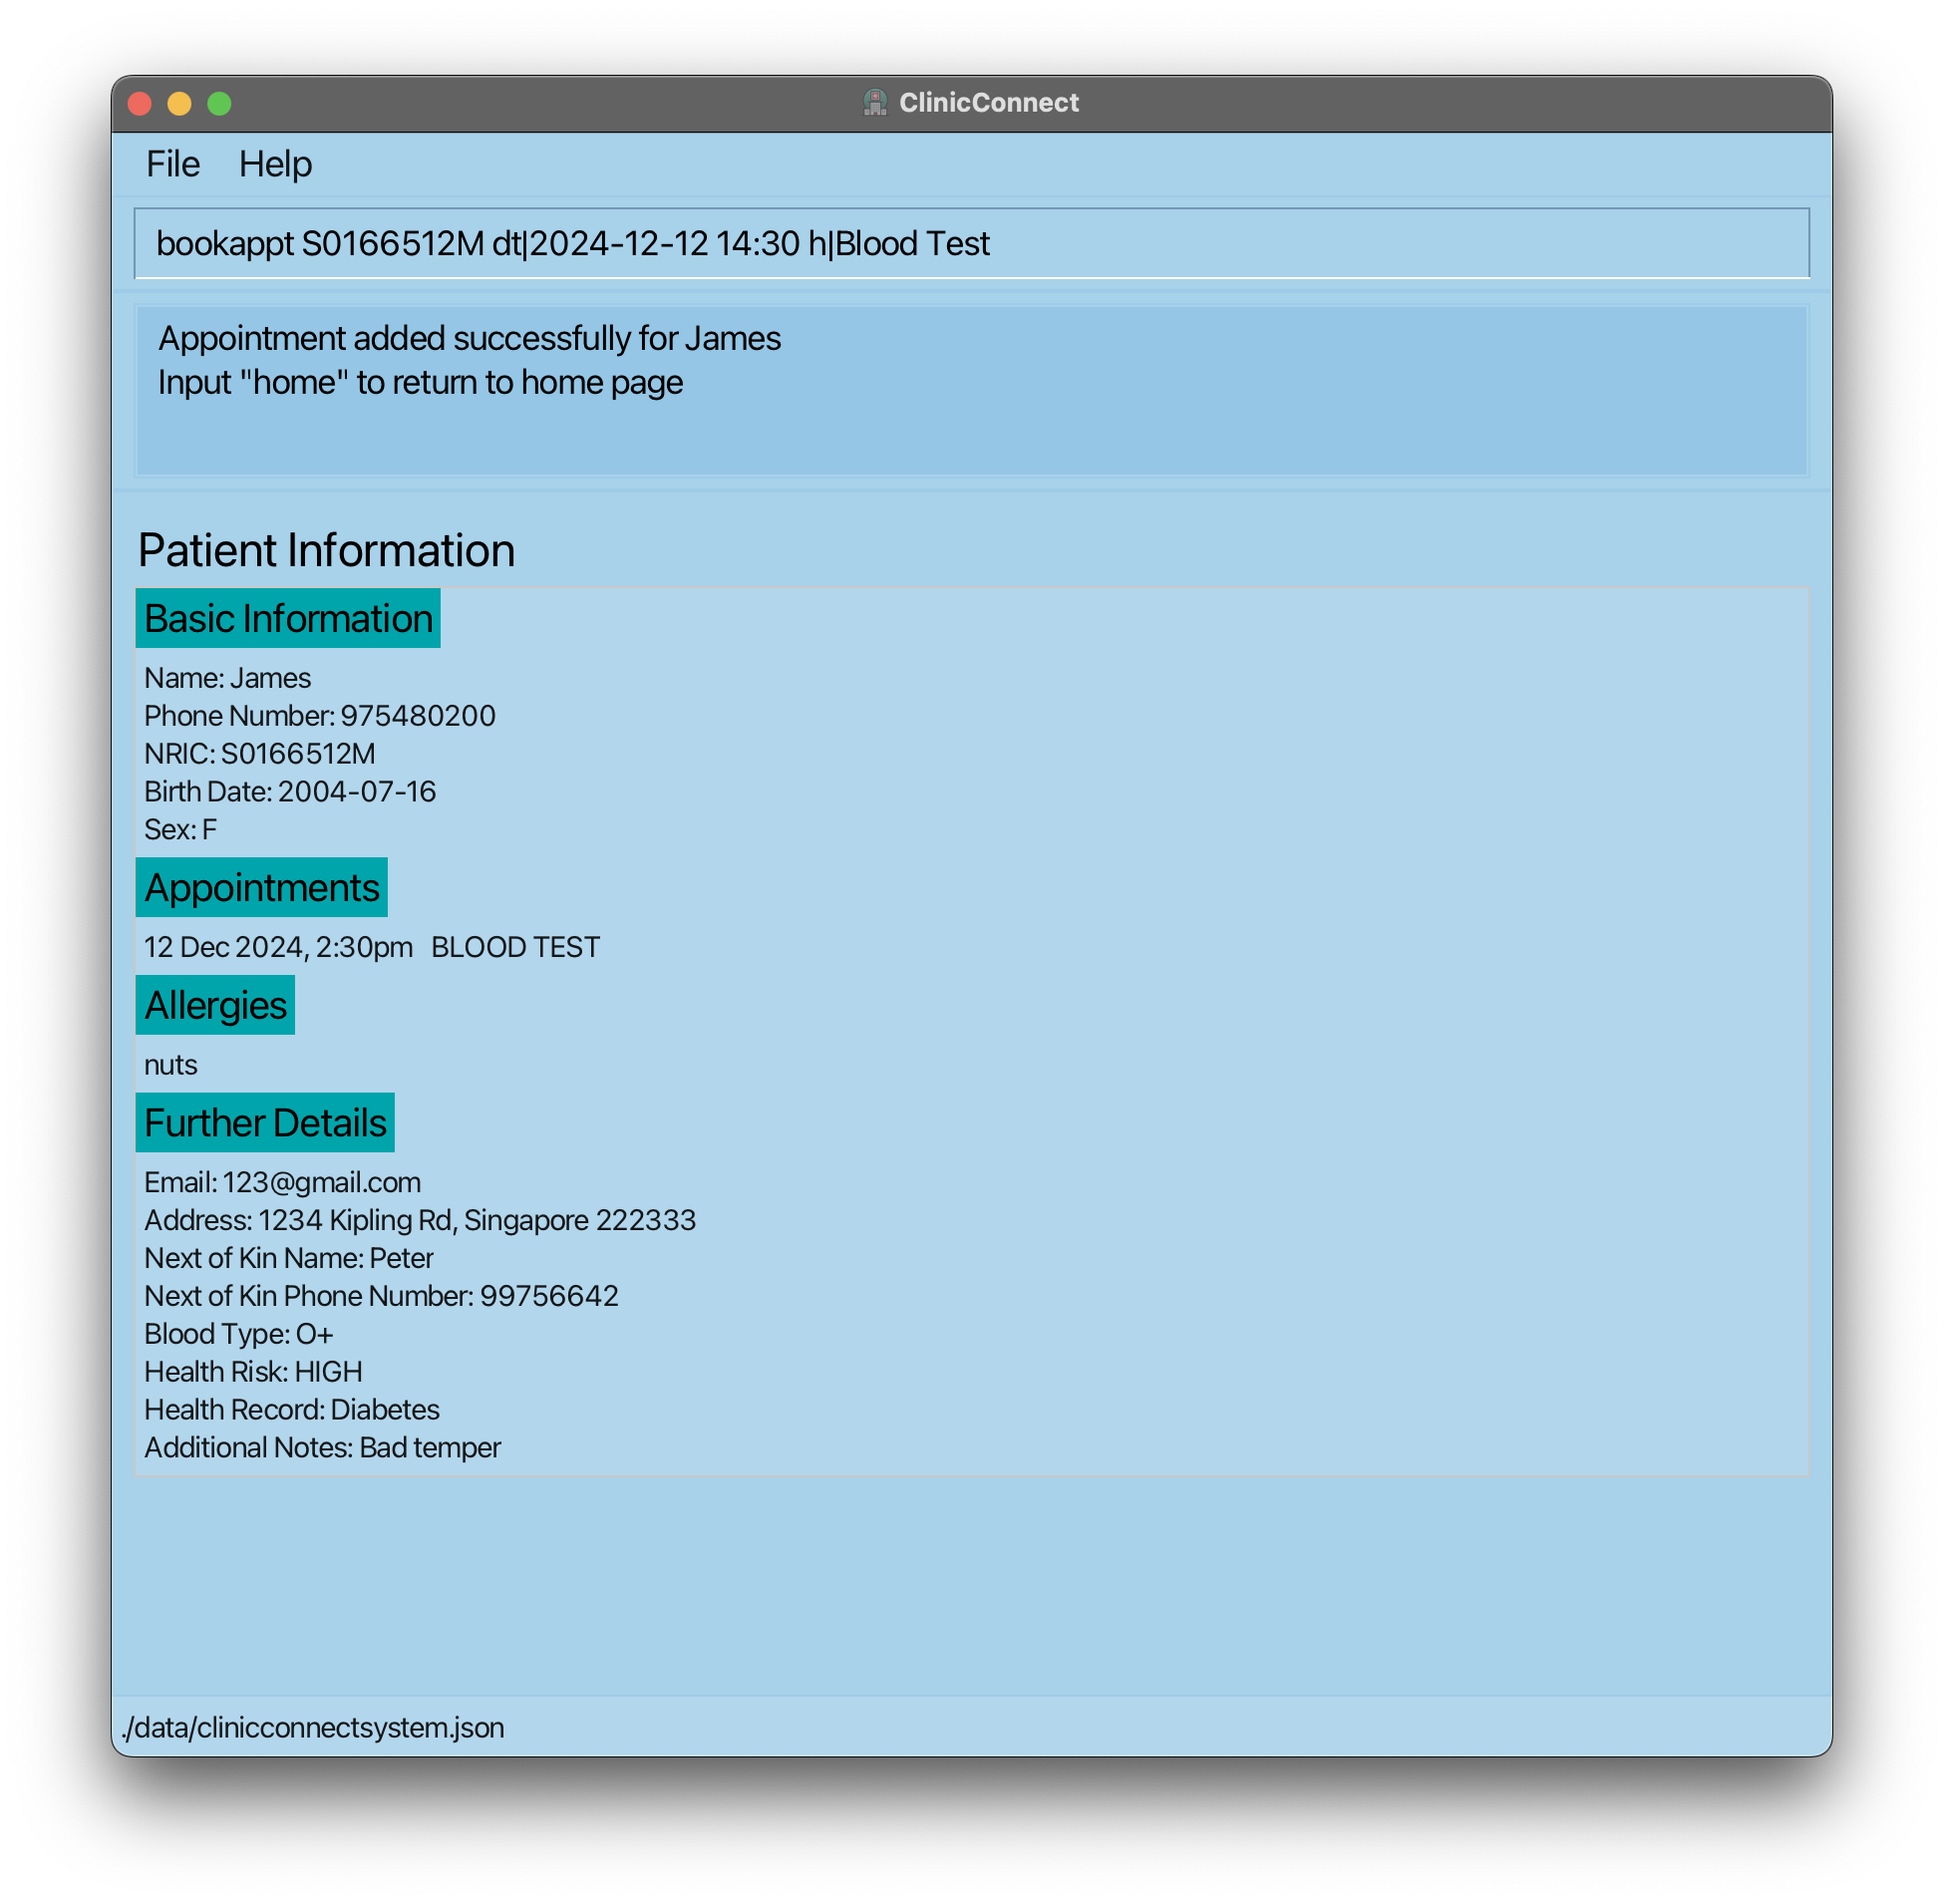 ClinicConnect
File Help
bookappt S0166512M dt|2024-12-12 14:30 h|Blood Test
Appointment added successfully for James
Input "home" to return to home page
Patient Information
Basic Information
Name: James
Phone Number: 975480200
NRIC: S0166512M
Birth Date: 2004-07-16
Sex: F
Appointments
12 Dec 2024, 2:30pm BLOOD TEST
Allergies
nuts
Further Details
Email: 123@gmail.com
Address: 1234 Kipling Rd, Singapore 222333
Next of Kin Name: Peter
Next of Kin Phone Number: 99756642
Blood Type: O+
Health Risk: HIGH
Health Record: Diabetes
Additional Notes: Bad temper
./data/clinicconnectsystem.json